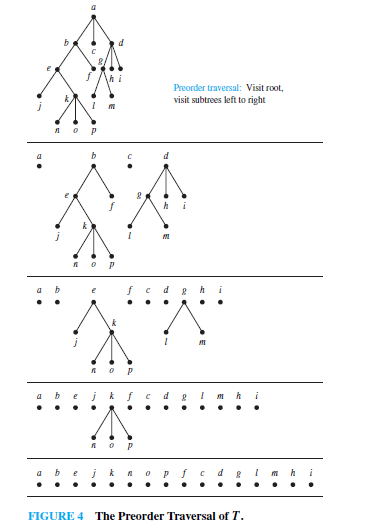 a
b c d
e f g h i
j k l m
n o p
Preorder traversal: Visit root,
visit subtrees left to right
a b c d
e f g h i
j k l m
n o p
a b e f c d g h i
j k l m
n o p
a b e j k f c d g l m h i
n o p
a b e j k n o p f c d g l m h i
FIGURE 4 The Preorder Traversal of T.